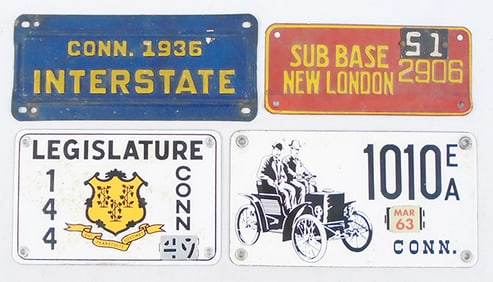 CONN. 1936
INTERSTATE
SUB BASE
51
NEW LONDON
2906
LEGISLATURE
144
CONN
49
1010 EA
MAR
63
CONN.